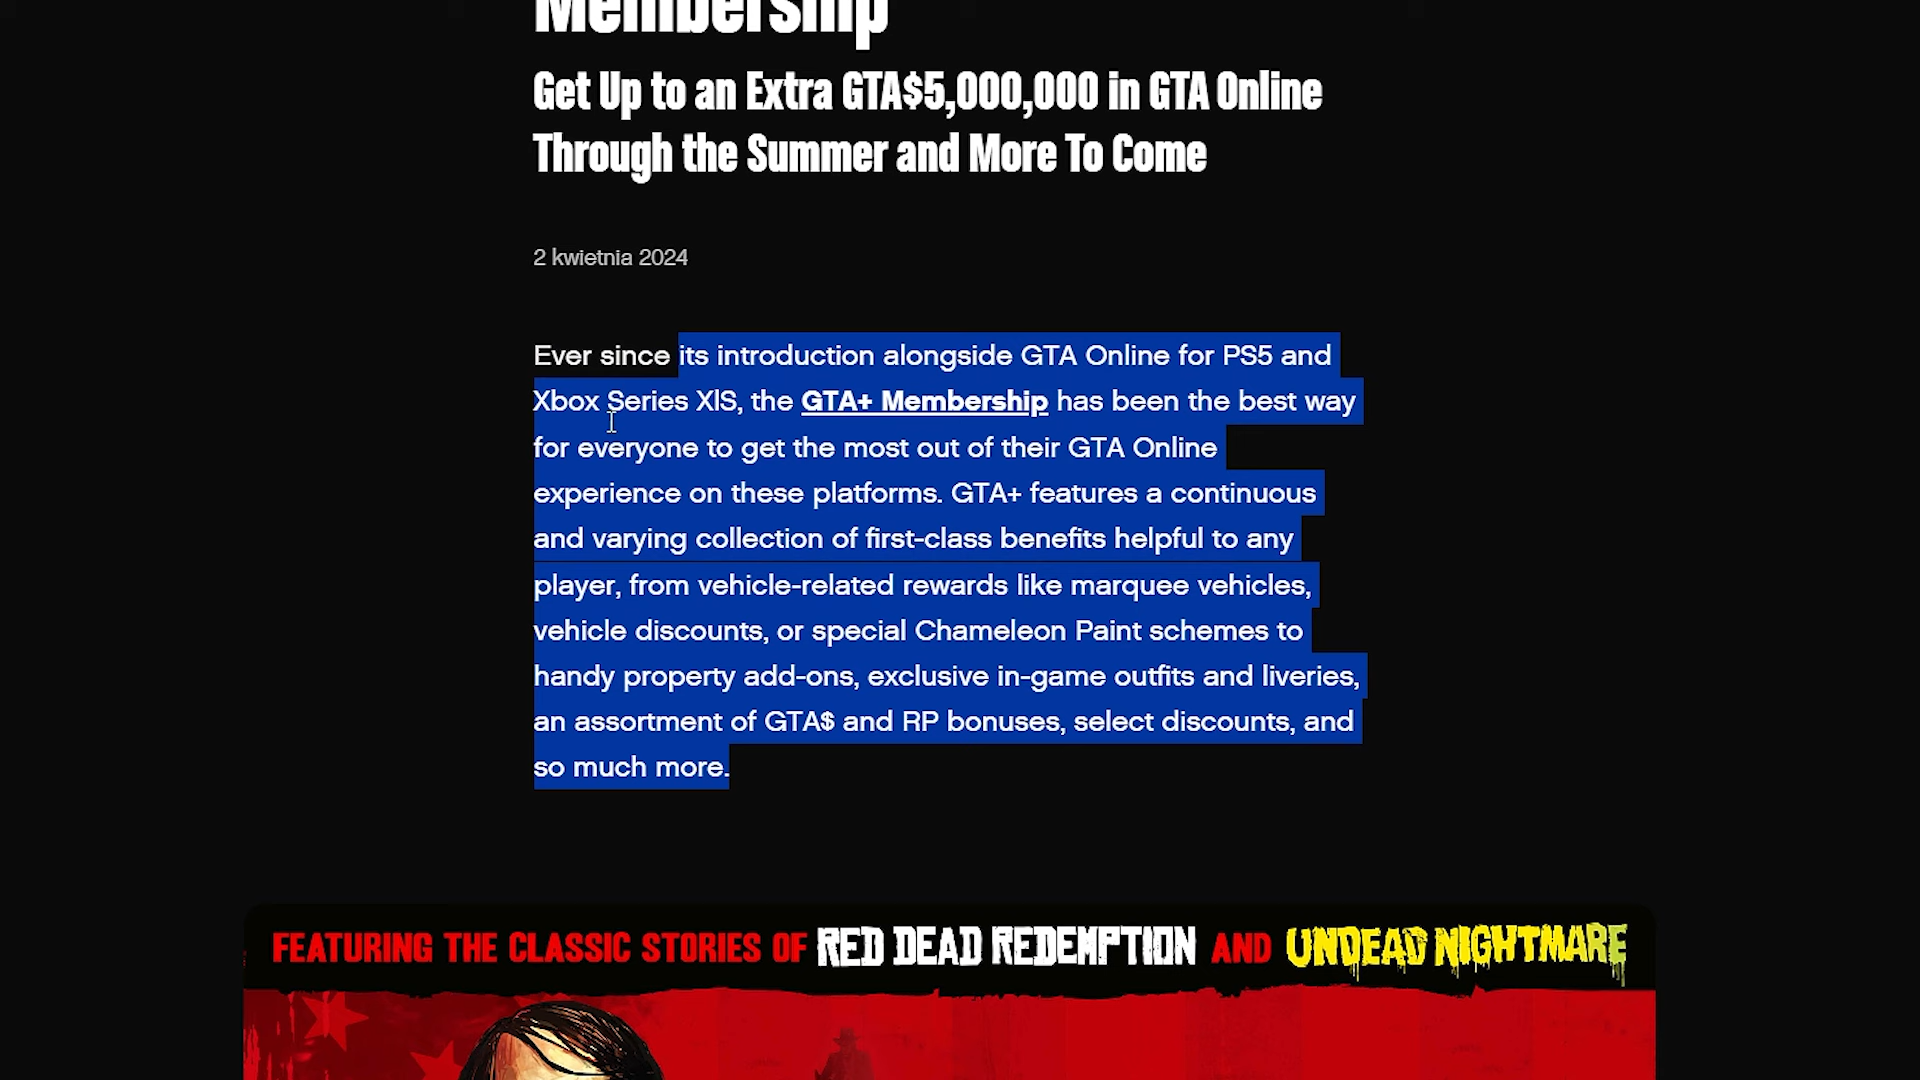 Membership
Get Up to an Extra GTA$5,000,000 in GTA Online
Through the Summer and More To Come
2 kwietnia 2024
Ever since its introduction alongside GTA Online for PS5 and
Xbox Series X|S, the GTA+ Membership has been the best way
for everyone to get the most out of their GTA Online
experience on these platforms. GTA+ features a continuous
and varying collection of first-class benefits helpful to any
player, from vehicle-related rewards like marquee vehicles,
vehicle discounts, or special Chameleon Paint schemes to
handy property add-ons, exclusive in-game outfits and liveries,
an assortment of GTA$ and RP bonuses, select discounts, and
so much more.
FEATURING THE CLASSIC STORIES OF RED DEAD REDEMPTION AND UNDEAD NIGHTMARE